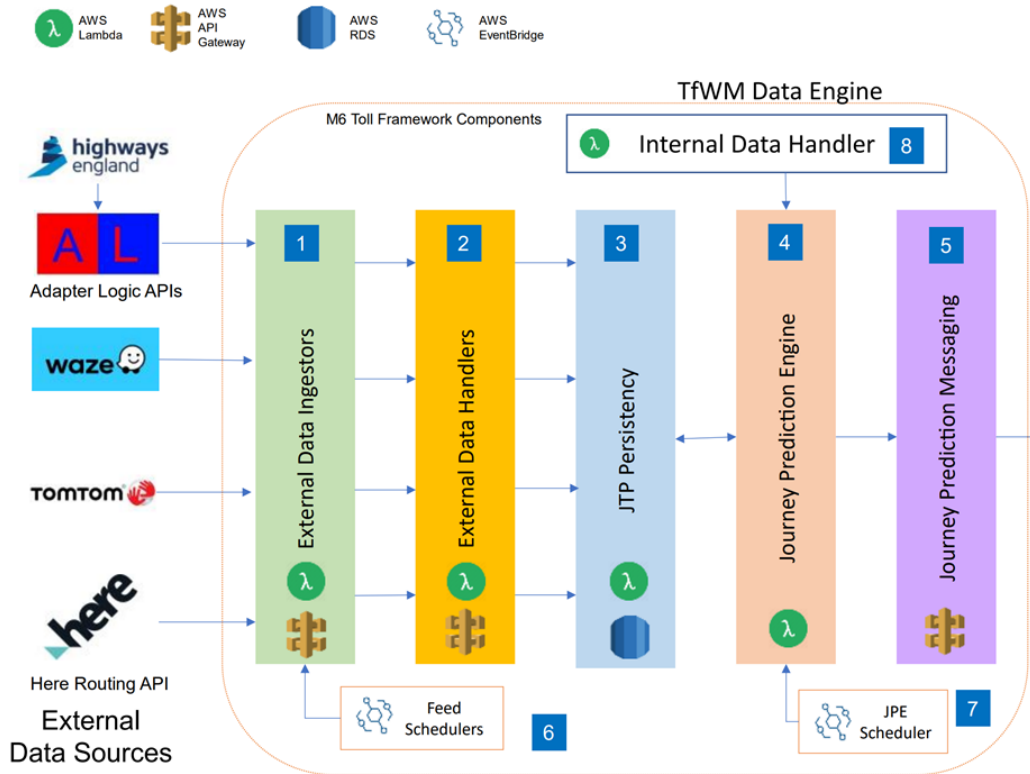 AWS
Lambda
AWS
API
Gateway
AWS
RDS
AWS
EventBridge
TfWM Data Engine
M6 Toll Framework Components
λ Internal Data Handler 8
highways
england
A L
Adapter Logic APIs
waze
TOMTOM®
here
Here Routing API
External
Data Sources
1
External Data Ingestors
λ
2
External Data Handlers
λ
3
JTP Persistency
λ
4
Journey Prediction Engine
λ
5
Journey Prediction Messaging
Feed
Schedulers
6
JPE
Scheduler
7